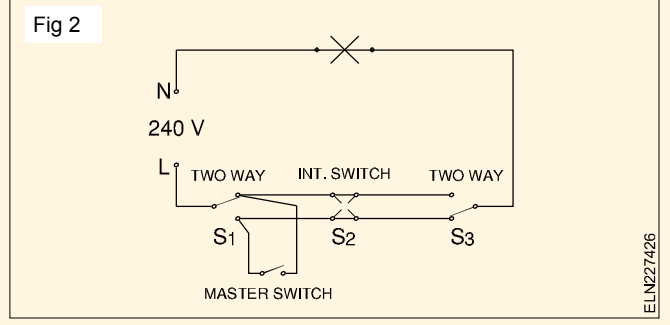 Fig 2
N
240 V
L
TWO WAY INT. SWITCH TWO WAY
S1 S2 S3
MASTER SWITCH
ELN227426